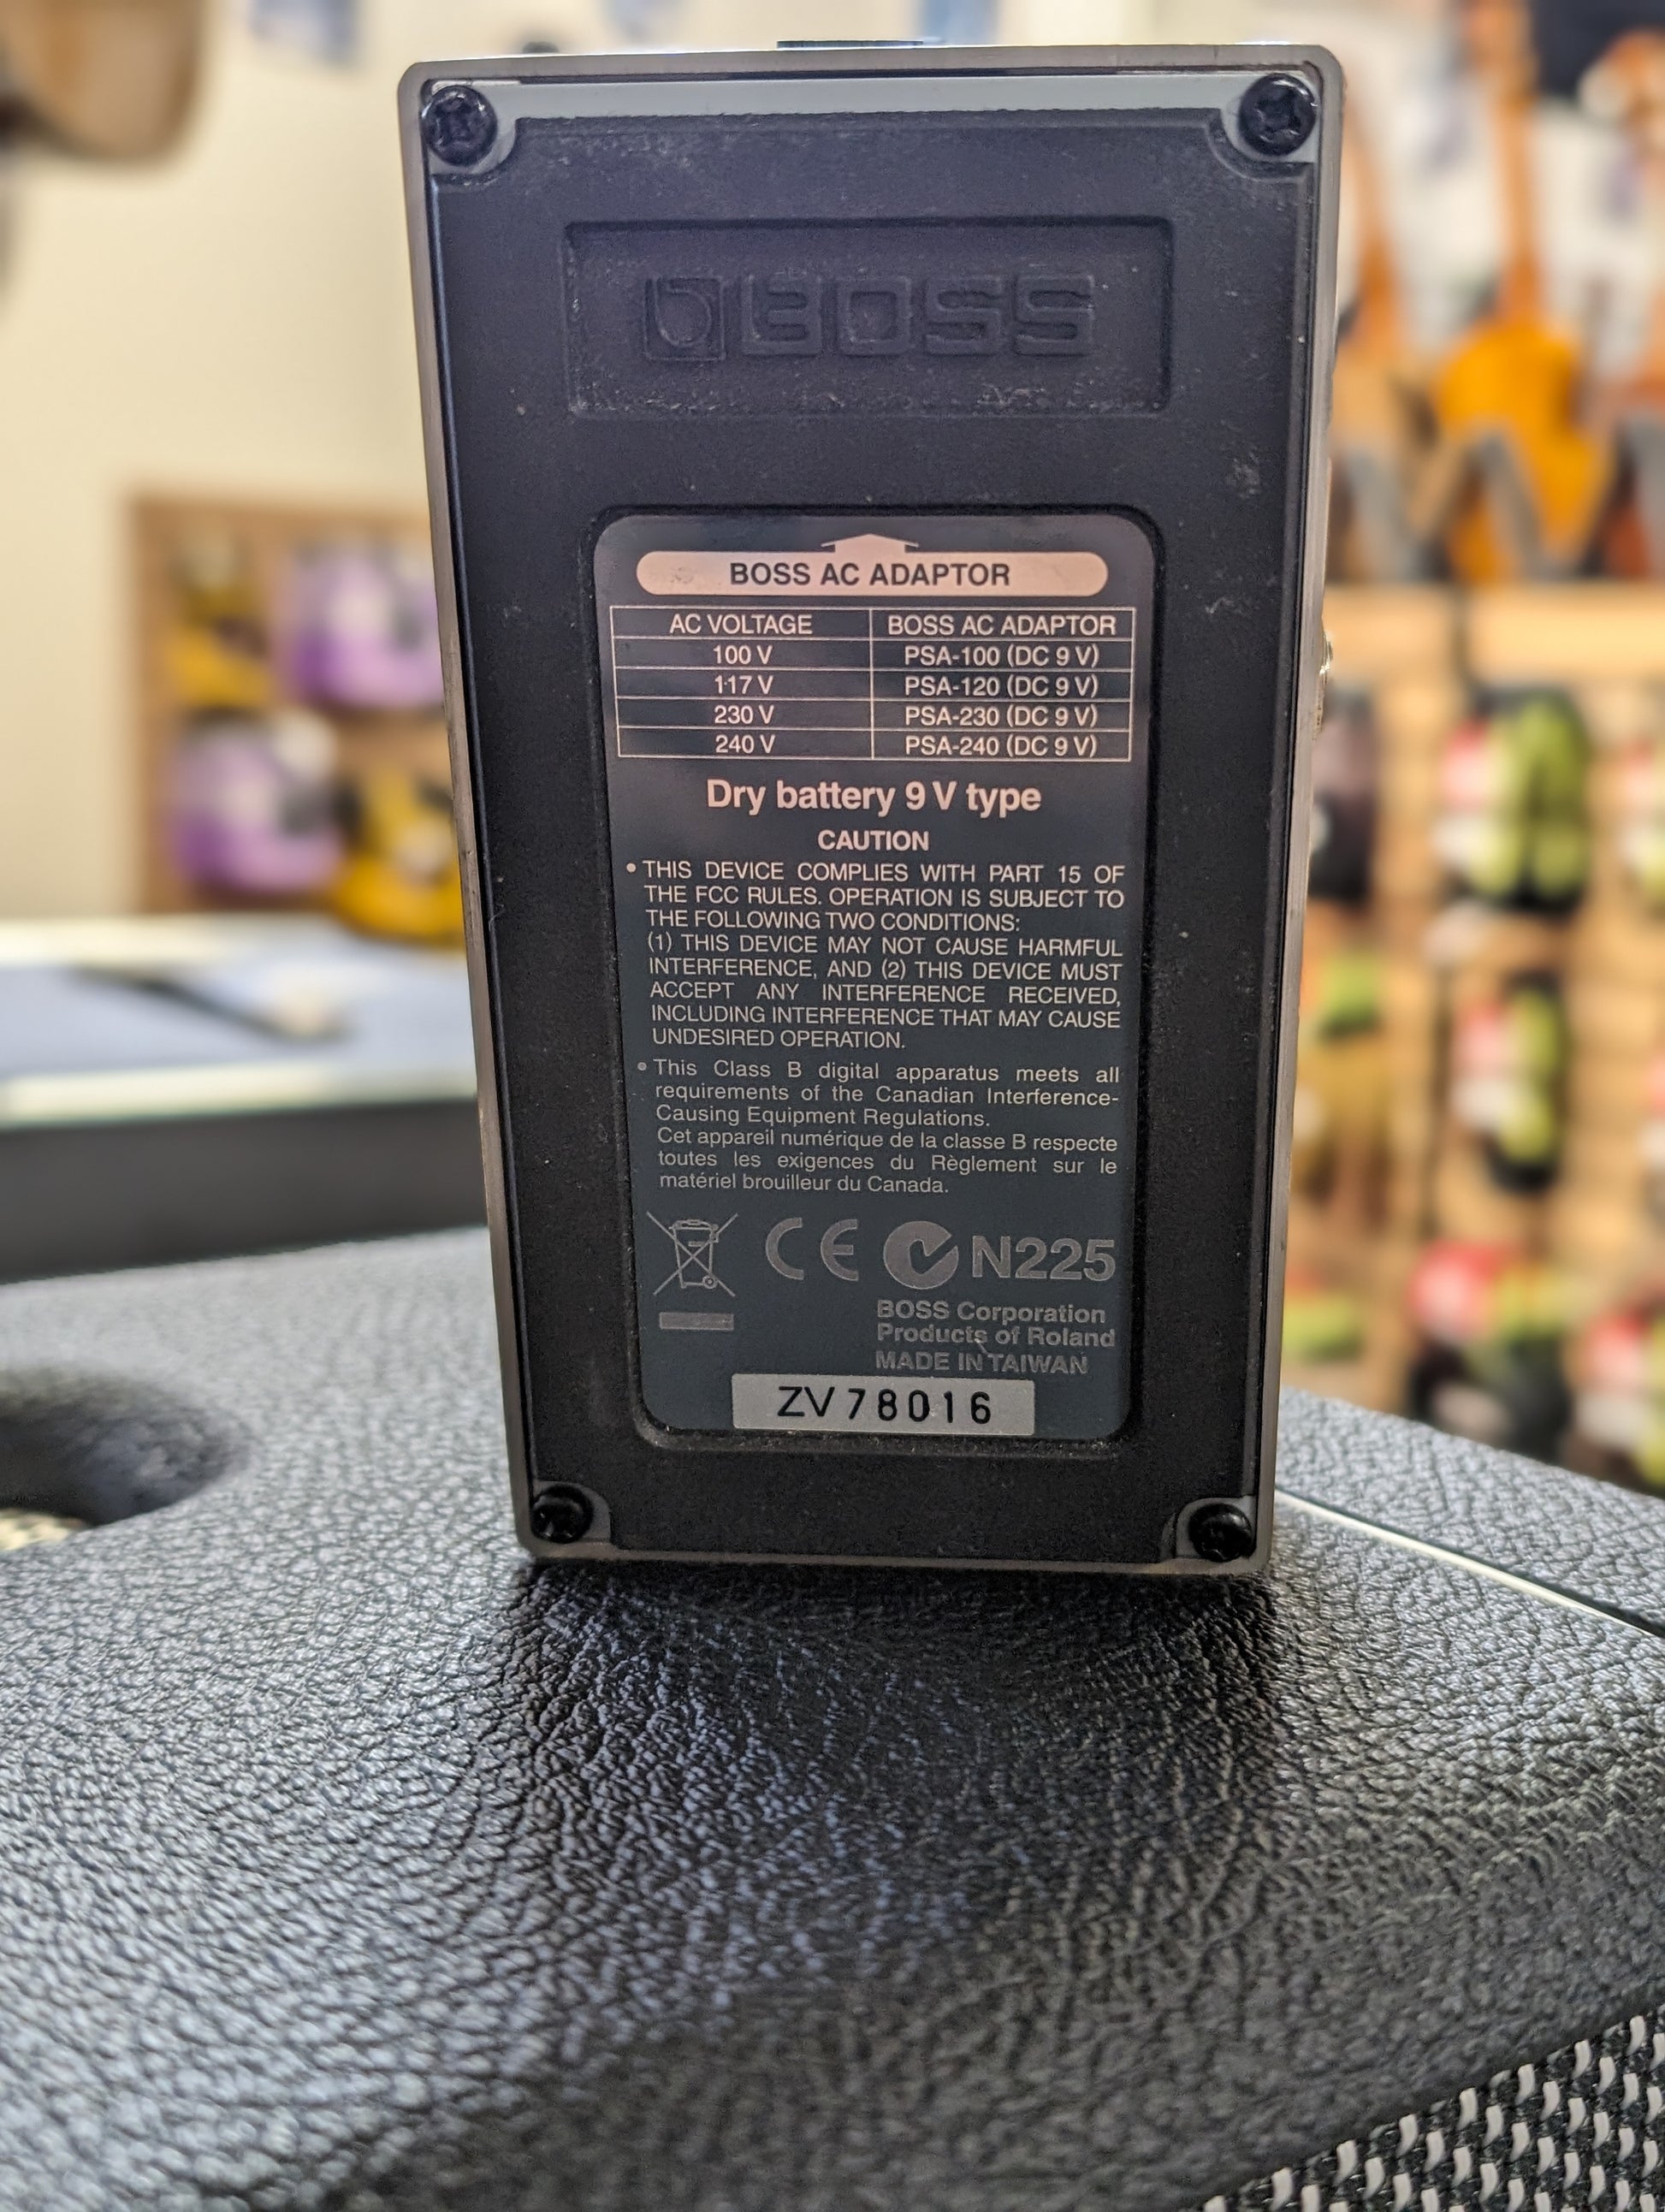 BOSS
BOSS AC ADAPTOR
AC VOLTAGE BOSS AC ADAPTOR
100 V PSA-100 (DC 9 V)
117 V PSA-120 (DC 9 V)
230 V PSA-230 (DC 9 V)
240 V PSA-240 (DC 9 V)
Dry battery 9 V type
CAUTION
• THIS DEVICE COMPLIES WITH PART 15 OF
THE FCC RULES. OPERATION IS SUBJECT TO
THE FOLLOWING TWO CONDITIONS:
(1) THIS DEVICE MAY NOT CAUSE HARMFUL
INTERFERENCE, AND (2) THIS DEVICE MUST
ACCEPT ANY INTERFERENCE RECEIVED,
INCLUDING INTERFERENCE THAT MAY CAUSE
UNDESIRED OPERATION.
• This Class B digital apparatus meets all
requirements of the Canadian Interference-
Causing Equipment Regulations.
Cet appareil numérique de la classe B respecte
toutes les exigences du Règlement sur le
matériel brouilleur du Canada.
CE N225
BOSS Corporation
Products of Roland
MADE IN TAIWAN
ZV78016